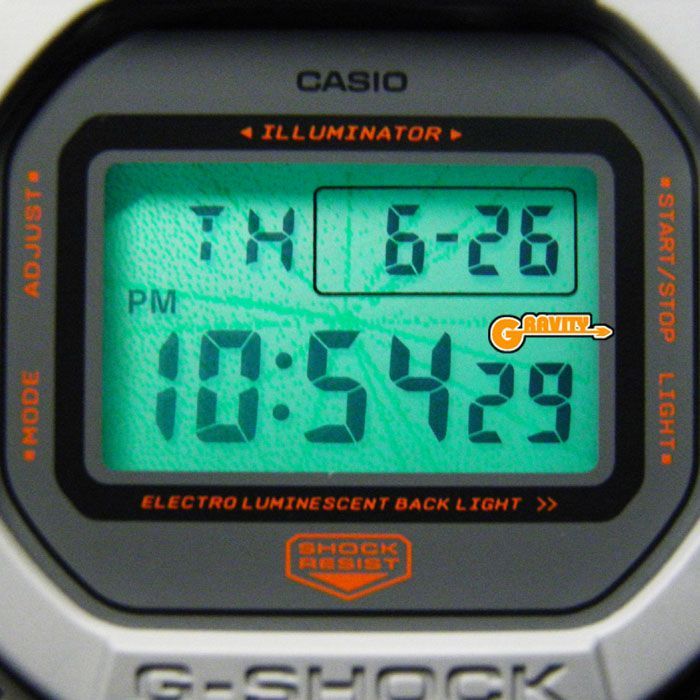 CASIO
ILLUMINATOR
ADJUST
START/STOP
TH 6-26
PM
GRAVITY
10:54 29
MODE
LIGHT
ELECTRO LUMINESCENT BACK LIGHT >>
SHOCK
RESIST
G-SHOCK